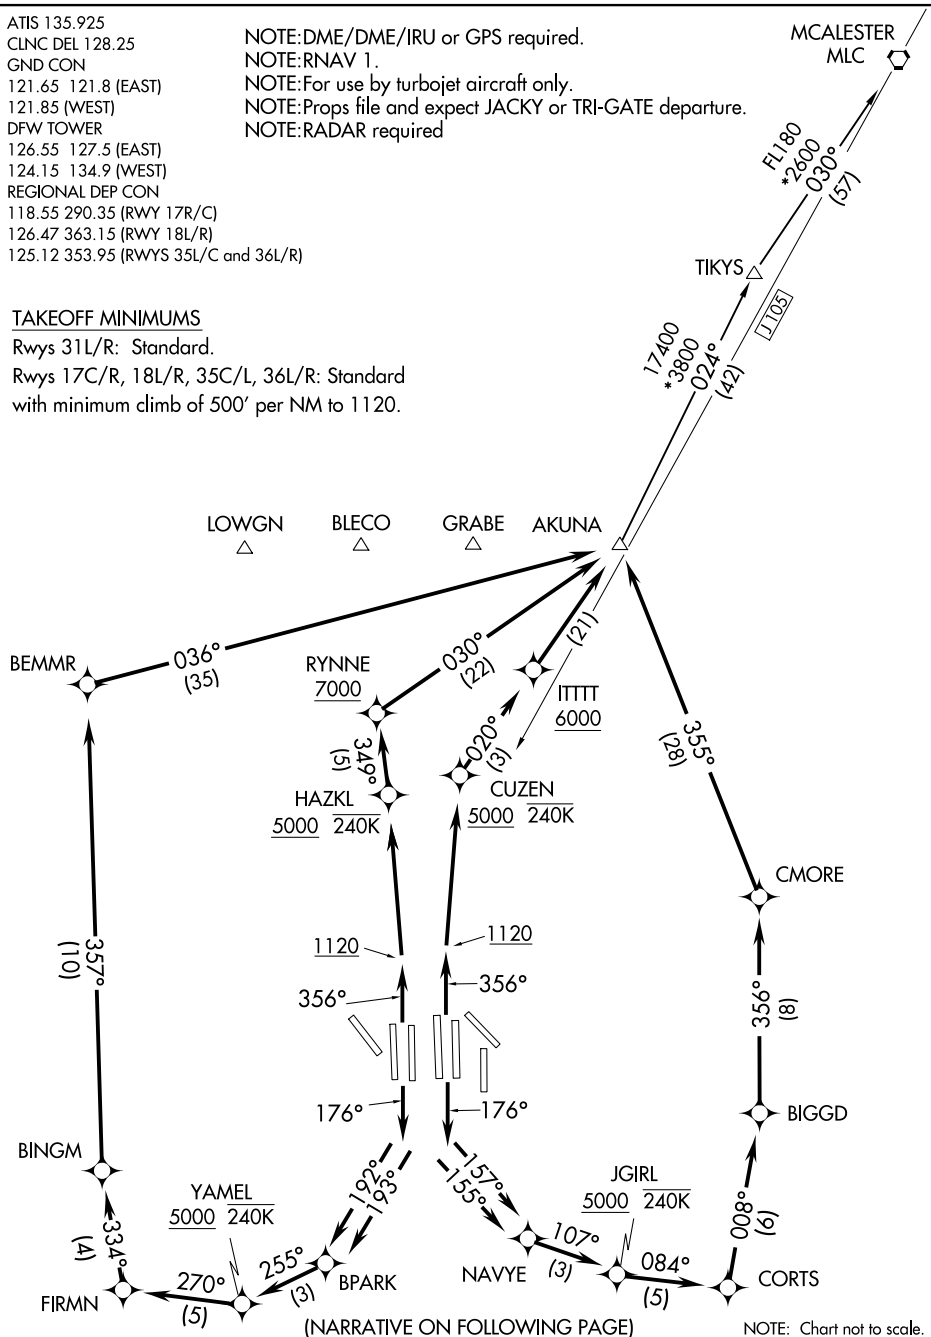 ATIS 135.925
CLNC DEL 128.25
GND CON
121.65 121.8 (EAST)
121.85 (WEST)
DFW TOWER
126.55 127.5 (EAST)
124.15 134.9 (WEST)
REGIONAL DEP CON
118.55 290.35 (RWY 17R/C)
126.47 363.15 (RWY 18L/R)
125.12 353.95 (RWYS 35L/C and 36L/R)
NOTE:DME/DME/IRU or GPS required.
NOTE:RNAV 1.
NOTE:For use by turbojet aircraft only.
NOTE:Props file and expect JACKY or TRI-GATE departure.
NOTE:RADAR required
MCALESTER
MLC
FL180
*2600
030°
(57)
TIKYS
J 105
17400
*3800
024°
(42)
TAKEOFF MINIMUMS
Rwys 31L/R: Standard.
Rwys 17C/R, 18L/R, 35C/L, 36L/R: Standard
with minimum climb of 500' per NM to 1120.
LOWGN
BLECO
GRABE
AKUNA
BEMMR
036°
(35)
RYNNE
7000
030°
(22)
(21)
ITTTT
6000
020°
(3)
349°
(5)
HAZKL
5000 240K
CUZEN
5000 240K
355°
(28)
CMORE
357°
(10)
1120
1120
356°
356°
356°
(8)
176°
176°
BIGGD
BINGM
192°
193°
157°
155°
YAMEL
5000 240K
JGIRL
5000 240K
334°
(4)
008°
(6)
FIRMN
270°
(5)
255°
(3)
BPARK
NAVYE
107°
(3)
084°
(5)
CORTS
(NARRATIVE ON FOLLOWING PAGE)
NOTE: Chart not to scale.